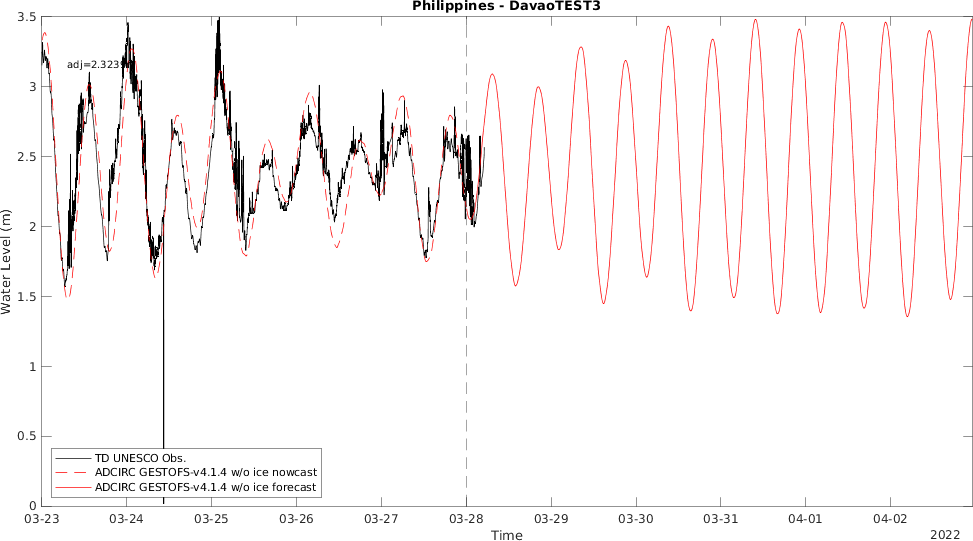 Philippines - DavaoTEST3
3.5
3
2.5
2
1.5
1
0.5
0
Water Level (m)
adj=2.3239
TD UNESCO Obs.
ADCIRC GESTOFS-v4.1.4 w/o ice nowcast
ADCIRC GESTOFS-v4.1.4 w/o ice forecast
03-23
03-24
03-25
03-26
03-27
03-28
03-29
03-30
03-31
04-01
04-02
Time
2022